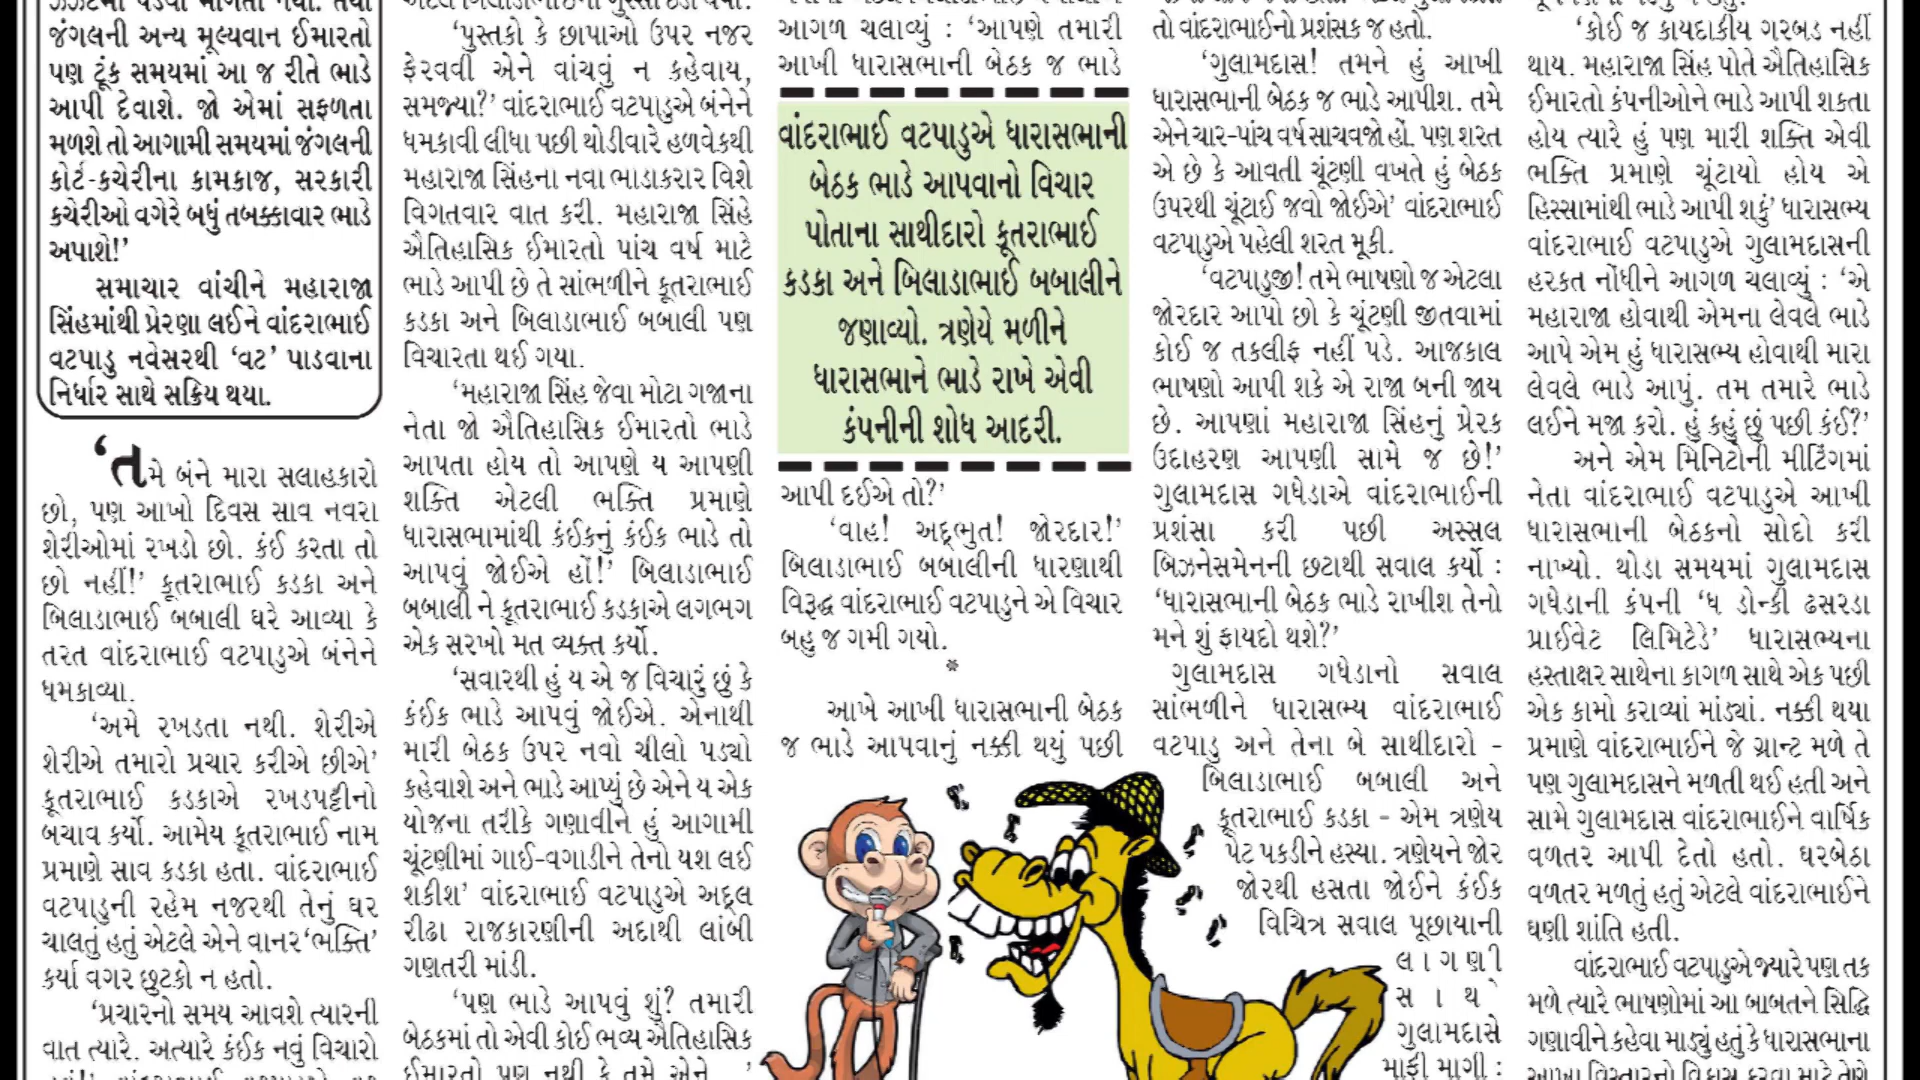 જંગલની અન્ય મૂલ્યવાન ઈમારતો
પણ ટૂંક સમયમાં આ જ રીતે ભાડે
આપી દેવાશે. જો એમાં સફળતા
મળશે તો આગામી સમયમાં જંગલની
કોર્ટ-કચેરીના કામકાજ, સરકારી
કચેરીઓ વગેરે બધું તબક્કાવાર ભાડે
અપાશે!'
સમાચાર વાંચીને મહારાજા
સિંહમાંથી પ્રેરણા લઈને વાંદરાભાઈ
વટપાડુ નવેસરથી 'વટ' પાડવાના
નિર્ધાર સાથે સક્રિય થયા.
'તમે બંને મારા સલાહકારો
છો, પણ આખો દિવસ સાવ નવરા
શેરીઓમાં રખડો છો. કંઈ કરતા તો
છો નહીં!' કૂતરાભાઈ કડકા અને
બિલાડાભાઈ બબાલી ઘરે આવ્યા કે
તરત વાંદરાભાઈ વટપાડુએ બંનેને
ધમકાવ્યા.
'અમે રખડતા નથી. શેરીએ
શેરીએ તમારો પ્રચાર કરીએ છીએ'
કૂતરાભાઈ કડકાએ રખડપટ્ટીનો
બચાવ કર્યો. આમેય કૂતરાભાઈ નામ
પ્રમાણે સાવ કડકા હતા. વાંદરાભાઈ
વટપાડુની રહેમ નજરથી તેનું ઘર
ચાલતું હતું એટલે એને વાનર 'ભક્તિ'
કર્યા વગર છુટકો ન હતો.
'પ્રચારનો સમય આવશે ત્યારની
વાત ત્યારે. અત્યારે કંઈક નવું વિચારો
'પુસ્તકો કે છાપાઓ ઉપર નજર
ફેરવવી એને વાંચવું ન કહેવાય,
સમજ્યા?' વાંદરાભાઈ વટપાડુએ બંનેને
ધમકાવી લીધા પછી થોડીવારે હળવેકથી
મહારાજા સિંહના નવા ભાડાકરાર વિશે
વિગતવાર વાત કરી. મહારાજા સિંહે
ઐતિહાસિક ઈમારતો પાંચ વર્ષ માટે
ભાડે આપી છે તે સાંભળીને કૂતરાભાઈ
કડકા અને બિલાડાભાઈ બબાલી પણ
વિચારતા થઈ ગયા.
'મહારાજા સિંહ જેવા મોટા ગજાના
નેતા જો ઐતિહાસિક ઈમારતો ભાડે
આપતા હોય તો આપણે ય આપણી
શક્તિ એટલી ભક્તિ પ્રમાણે
ધારાસભામાંથી કંઈકનું કંઈક ભાડે તો
આપવું જોઈએ હોં!' બિલાડાભાઈ
બબાલી ને કૂતરાભાઈ કડકાએ લગભગ
એક સરખો મત વ્યક્ત કર્યો.
'સવારથી હું ય એ જ વિચારું છું કે
કંઈક ભાડે આપવું જોઈએ. એનાથી
મારી બેઠક ઉપર નવો ચીલો પડ્યો
કહેવાશે અને ભાડે આપ્યું છે એને ય એક
યોજના તરીકે ગણાવીને હું આગામી
ચૂંટણીમાં ગાઈ-વગાડીને તેનો યશ લઈ
શકીશ' વાંદરાભાઈ વટપાડુએ અદ્દલ
રીઢા રાજકારણીની અદાથી લાંબી
ગણતરી માંડી.
'પણ ભાડે આપવું શું? તમારી
બેઠકમાં તો એવી કોઈ ભવ્ય ઐતિહાસિક
ઈમારતો પણ નથી કે તમે એને...'
આગળ ચલાવ્યું : 'આપણે તમારી
આખી ધારાસભાની બેઠક જ ભાડે
વાંદરાભાઈ વટપાડુએ ધારાસભાની
બેઠક ભાડે આપવાનો વિચાર
પોતાના સાથીદારો કૂતરાભાઈ
કડકા અને બિલાડાભાઈ બબાલીને
જણાવ્યો. ત્રણેયે મળીને
ધારાસભાને ભાડે રાખે એવી
કંપનીની શોધ આદરી.
આપી દઈએ તો?'
'વાહ! અદ્દભુત! જોરદાર!'
બિલાડાભાઈ બબાલીની ધારણાથી
વિરૂદ્ધ વાંદરાભાઈ વટપાડુને એ વિચાર
બહુ જ ગમી ગયો.
*
આખે આખી ધારાસભાની બેઠક
જ ભાડે આપવાનું નક્કી થયું પછી
તો વાંદરાભાઈનો પ્રશંસક જ હતો.
'ગુલામદાસ! તમને હું આખી
ધારાસભાની બેઠક જ ભાડે આપીશ. તમે
એને ચાર-પાંચ વર્ષ સાચવજો હોં. પણ શરત
એ છે કે આવતી ચૂંટણી વખતે હું બેઠક
ઉપરથી ચૂંટાઈ જવો જોઈએ' વાંદરાભાઈ
વટપાડુએ પહેલી શરત મૂકી.
'વટપાડુજી! તમે ભાષણો જ એટલા
જોરદાર આપો છો કે ચૂંટણી જીતવામાં
કોઈ જ તકલીફ નહીં પડે. આજકાલ
ભાષણો આપી શકે એ રાજા બની જાય
છે. આપણાં મહારાજા સિંહનું પ્રેરક
ઉદાહરણ આપણી સામે જ છે!'
ગુલામદાસ ગધેડાએ વાંદરાભાઈની
પ્રશંસા કરી પછી અસ્સલ
બિઝનેસમેનની છટાથી સવાલ કર્યો :
'ધારાસભાની બેઠક ભાડે રાખીશ તેનો
મને શું ફાયદો થશે?'
ગુલામદાસ ગધેડાનો સવાલ
સાંભળીને ધારાસભ્ય વાંદરાભાઈ
વટપાડુ અને તેના બે સાથીદારો -
બિલાડાભાઈ બબાલી અને
કૂતરાભાઈ કડકા - એમ ત્રણેય
પેટ પકડીને હસ્યા. ત્રણેયને જોર
જોરથી હસતા જોઈને કંઈક
વિચિત્ર સવાલ પૂછાયાની
લાગણી
સાથે
ગુલામદાસે
માફી માગી :
'કોઈ જ કાયદાકીય ગરબડ નહીં
થાય. મહારાજા સિંહ પોતે ઐતિહાસિક
ઈમારતો કંપનીઓને ભાડે આપી શકતા
હોય ત્યારે હું પણ મારી શક્તિ એવી
ભક્તિ પ્રમાણે ચૂંટાયો હોય એ
હિસ્સામાંથી ભાડે આપી શકું' ધારાસભ્ય
વાંદરાભાઈ વટપાડુએ ગુલામદાસની
હરકત નોંધીને આગળ ચલાવ્યું : 'એ
મહારાજા હોવાથી એમના લેવલે ભાડે
આપે એમ હું ધારાસભ્ય હોવાથી મારા
લેવલે ભાડે આપું. તમ તમારે ભાડે
લઈને મજા કરો. હું કહું છું પછી કંઈ?'
અને એમ મિનિટોની મીટિંગમાં
નેતા વાંદરાભાઈ વટપાડુએ આખી
ધારાસભાની બેઠકનો સોદો કરી
નાખ્યો. થોડા સમયમાં ગુલામદાસ
ગધેડાની કંપની 'ધ ડોન્કી ઢસરડા
પ્રાઈવેટ લિમિટેડે' ધારાસભ્યના
હસ્તાક્ષર સાથેના કાગળ સાથે એક પછી
એક કામો કરાવ્યાં માંડ્યાં. નક્કી થયા
પ્રમાણે વાંદરાભાઈને જે ગ્રાન્ટ મળે તે
પણ ગુલામદાસને મળતી થઈ હતી અને
સામે ગુલામદાસ વાંદરાભાઈને વાર્ષિક
વળતર આપી દેતો હતો. ઘરબેઠા
વળતર મળતું હતું એટલે વાંદરાભાઈને
ઘણી શાંતિ હતી.
વાંદરાભાઈ વટપાડુએ જ્યારે પણ તક
મળે ત્યારે ભાષણોમાં આ બાબતને સિદ્ધિ
ગણાવીને કહેવા માડ્યું હતું કે ધારાસભાના
આખા વિસ્તારનો વિકાસ કરવા માટે તેણે